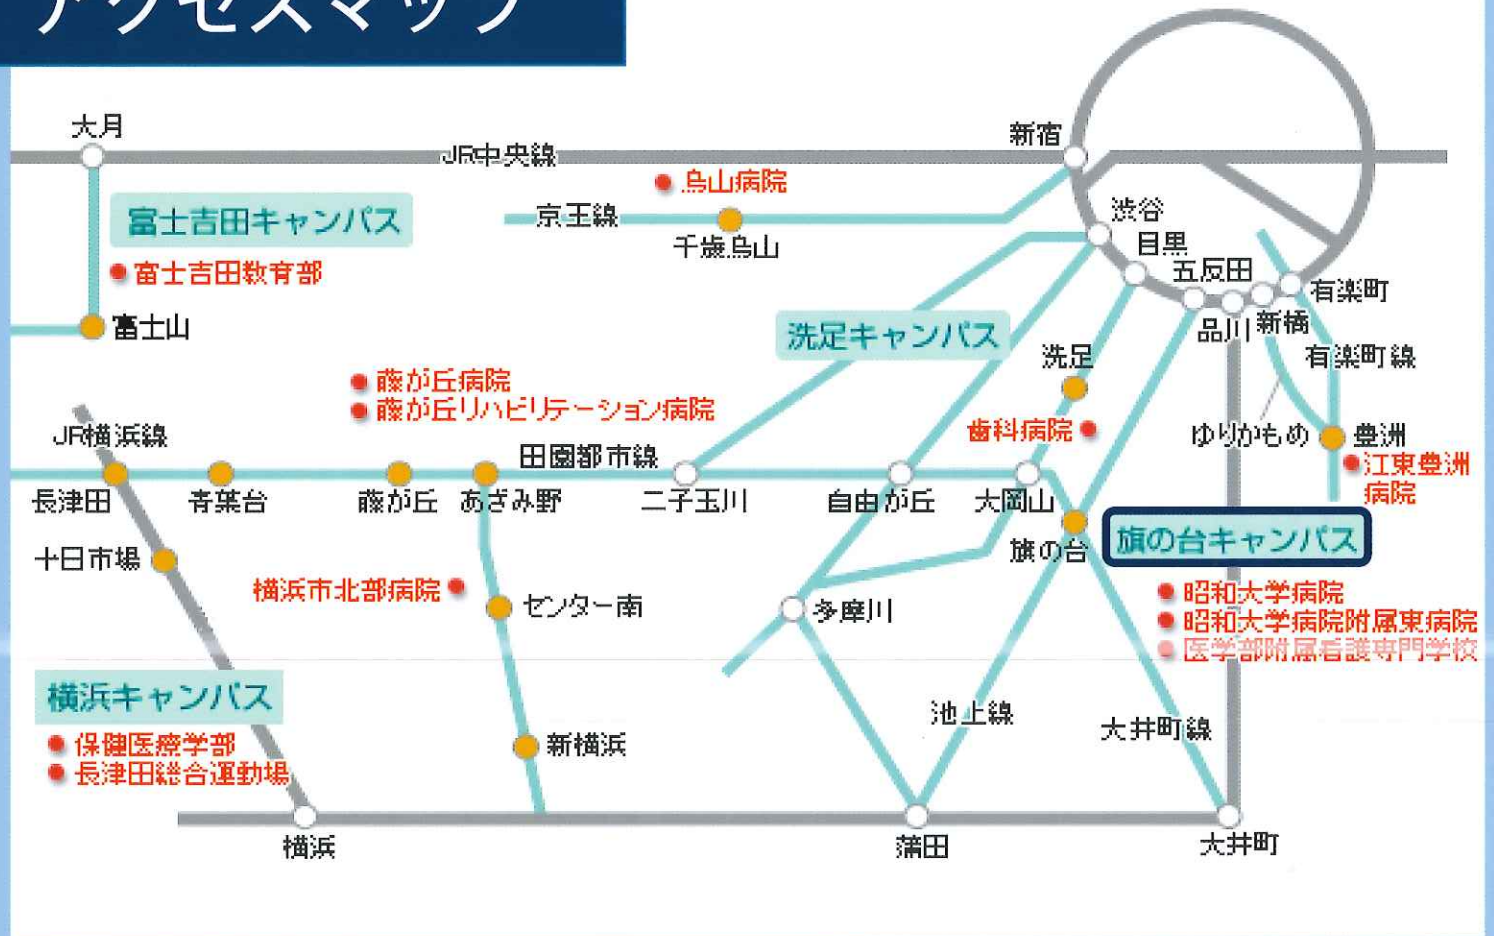 アクセスマップ
大月
新宿
JR中央線
烏山病院
京王線
千歳烏山
渋谷
目黒
五反田
有楽町
品川
新橋
有楽町線
富士吉田キャンパス
富士吉田教育部
富士山
洗足キャンパス
洗足
歯科病院
藤が丘病院
藤が丘リハビリテーション病院
JR横浜線
田園都市線
ゆりかもめ
豊洲
江東豊洲
病院
長津田
青葉台
藤が丘
あざみ野
二子玉川
自由が丘
大岡山
旗の台
旗の台キャンパス
十日市場
横浜市北部病院
センター南
多摩川
昭和大学病院
昭和大学病院附属東病院
医学部附属看護専門学校
横浜キャンパス
保健医療学部
長津田総合運動場
新横浜
池上線
大井町線
横浜
蒲田
大井町